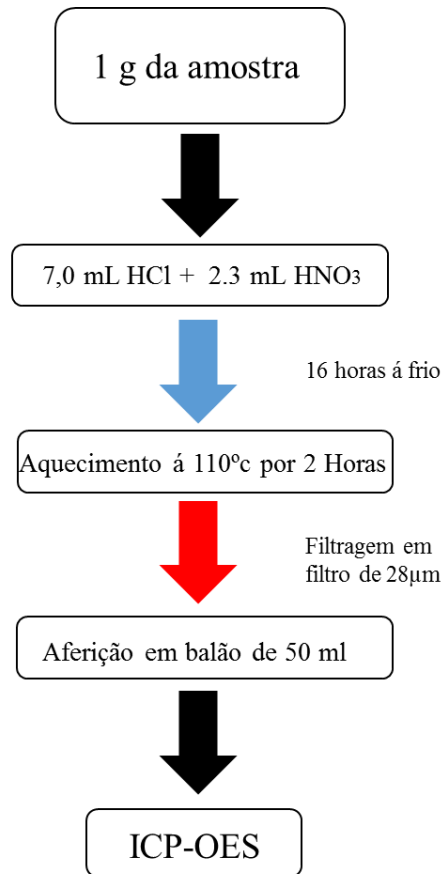 1 g da amostra
7,0 mL HCl + 2.3 mL HNO3
16 horas á frio
Aquecimento á 110ºc por 2 Horas
Filtragem em
filtro de 28µm
Aferição em balão de 50 ml
ICP-OES